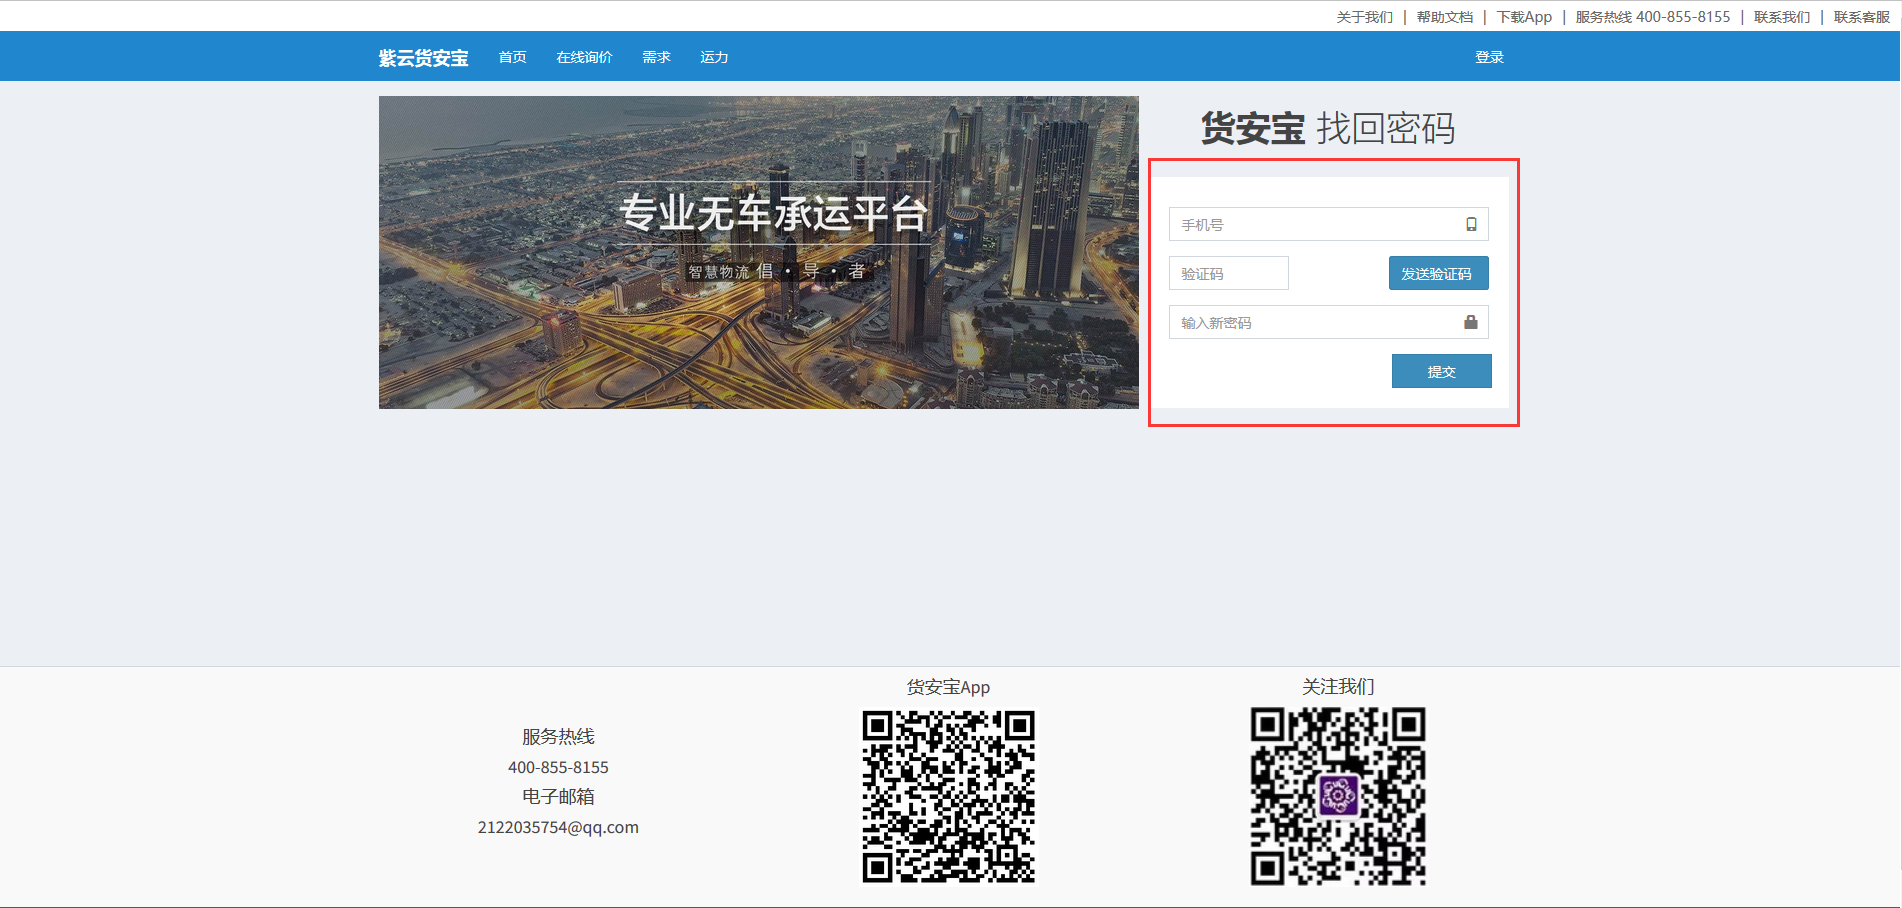 关于我们 | 帮助文档 | 下载App | 服务热线 400-855-8155 | 联系我们 | 联系客服
紫云货安宝 首页 在线询价 需求 运力 登录
专业无车承运平台
智慧物流 倡·导·者
货安宝 找回密码
手机号
验证码 发送验证码
输入新密码
提交
服务热线
400-855-8155
电子邮箱
2122035754@qq.com
货安宝App
关注我们